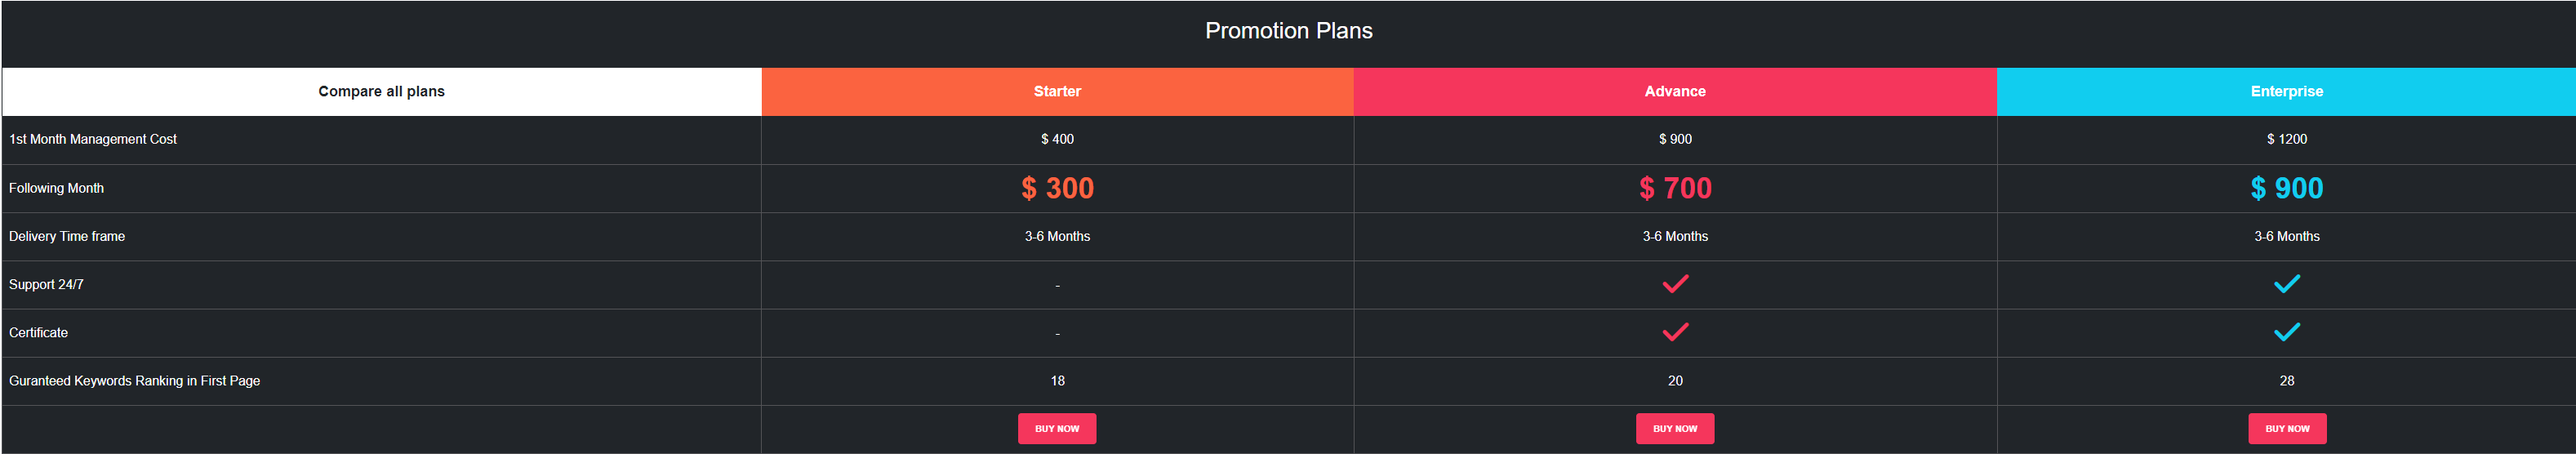 Promotion Plans
Compare all plans Starter Advance Enterprise
1st Month Management Cost $ 400 $ 900 $ 1200
Following Month $ 300 $ 700 $ 900
Delivery Time frame 3-6 Months 3-6 Months 3-6 Months
Support 24/7 -
Certificate -
Guranteed Keywords Ranking in First Page 18 20 28
BUY NOW BUY NOW BUY NOW